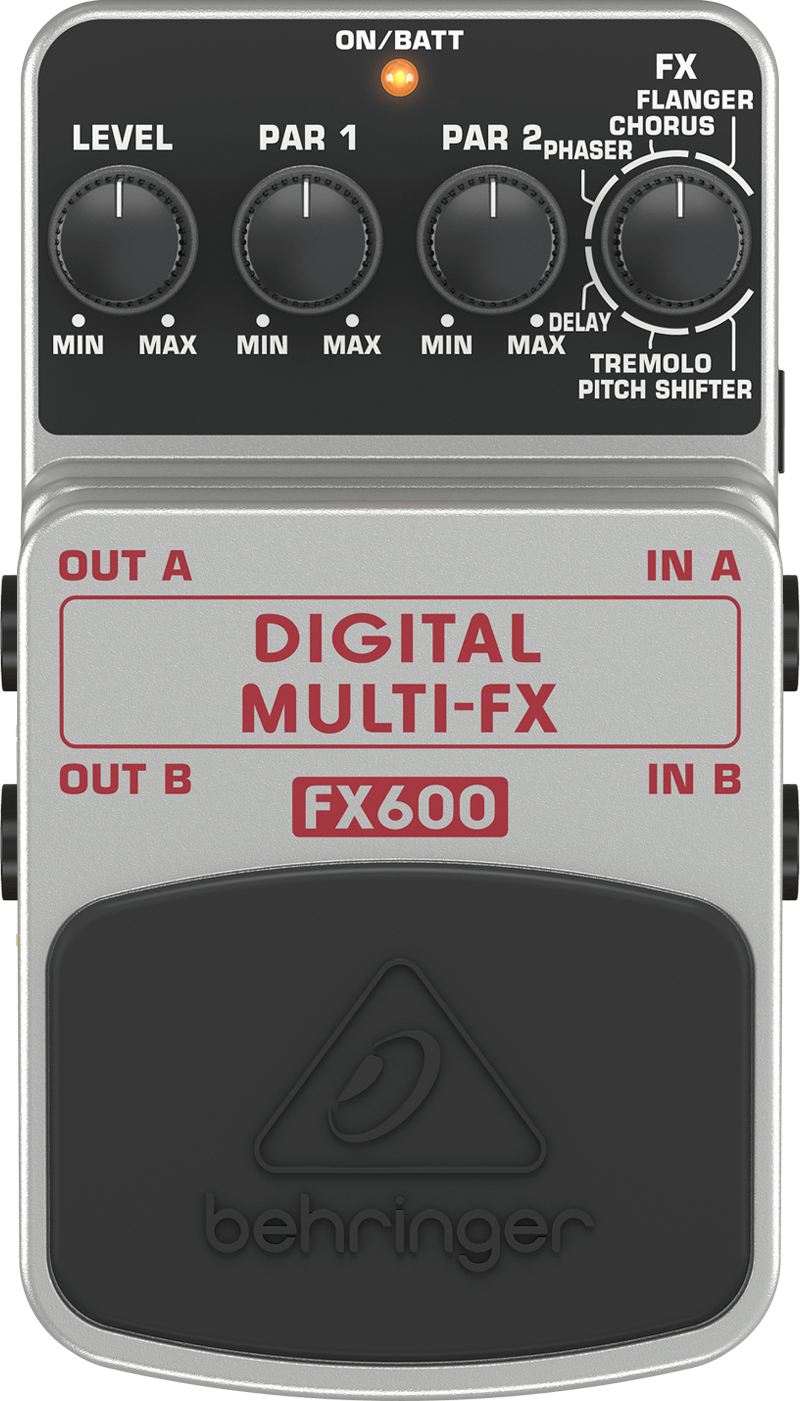 ON/BATT
FX
FLANGER
CHORUS
PHASER
LEVEL
PAR 1
PAR 2
MIN
MAX
MIN
MAX
MIN
MAX
DELAY
TREMOLO
PITCH SHIFTER
OUT A
IN A
DIGITAL
MULTI-FX
OUT B
IN B
FX600
behringer